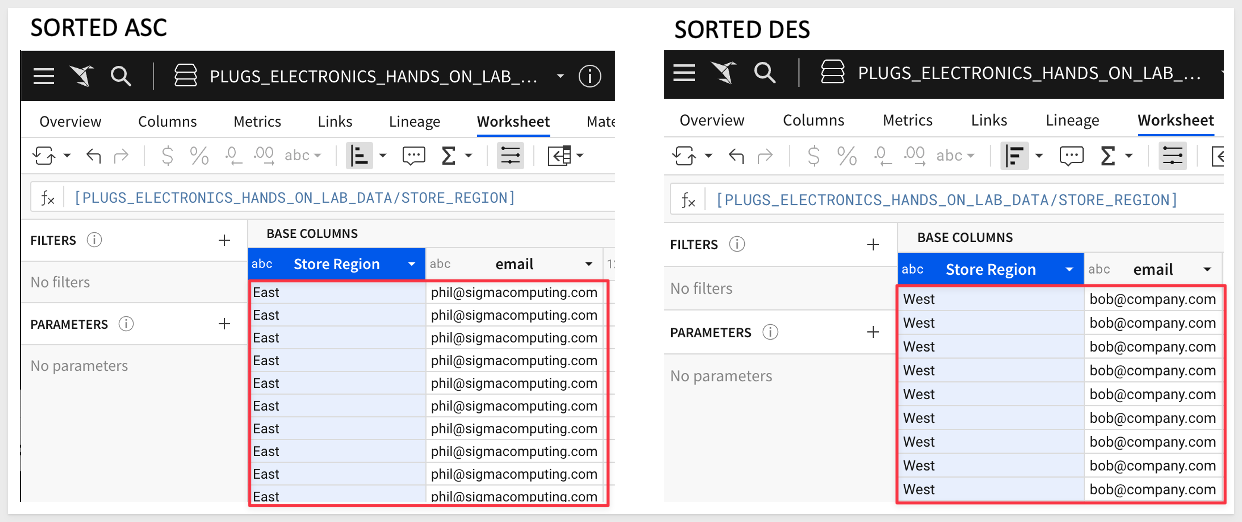 SORTED ASC
PLUGS_ELECTRONICS_HANDS_ON_LAB_...
Overview Columns Metrics Links Lineage Worksheet Mate
$ % .0 .00 abc Σ
fx [PLUGS_ELECTRONICS_HANDS_ON_LAB_DATA/STORE_REGION]
FILTERS +
No filters
PARAMETERS +
No parameters
BASE COLUMNS
abc Store Region abc email 12
East phil@sigmacomputing.com
East phil@sigmacomputing.com
East phil@sigmacomputing.com
East phil@sigmacomputing.com
East phil@sigmacomputing.com
East phil@sigmacomputing.com
East phil@sigmacomputing.com
East phil@sigmacomputing.com
East phil@sigmacomputing.com
East phil@sigmacomputing.com
SORTED DES
PLUGS_ELECTRONICS_HANDS_ON_LAB_...
Overview Columns Metrics Links Lineage Worksheet
$ % .0 .00 abc Σ
fx [PLUGS_ELECTRONICS_HANDS_ON_LAB_DATA/STORE_REGION]
FILTERS +
No filters
PARAMETERS +
No parameters
BASE COLUMNS
abc Store Region abc email
West bob@company.com
West bob@company.com
West bob@company.com
West bob@company.com
West bob@company.com
West bob@company.com
West bob@company.com
West bob@company.com
West bob@company.com